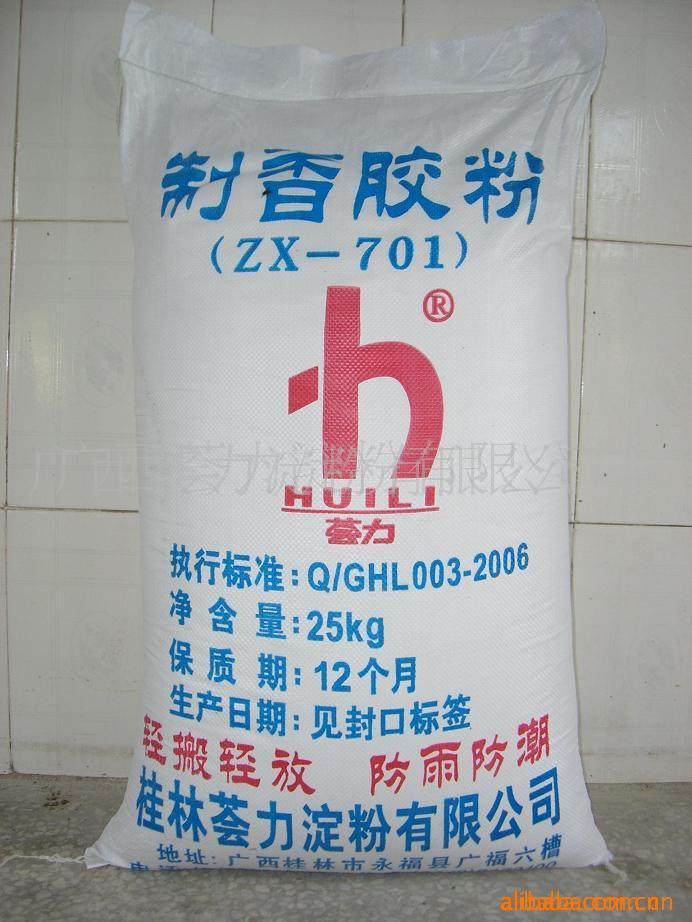 制香胶粉
(ZX-701)
®
HUILI
荟力
执行标准:Q/GHL003-2006
净含量:25kg
保质期:12个月
生产日期:见封口标签
轻搬轻放 防雨防潮
桂林荟力淀粉有限公司
地址:广西桂林市永福县广福六槽